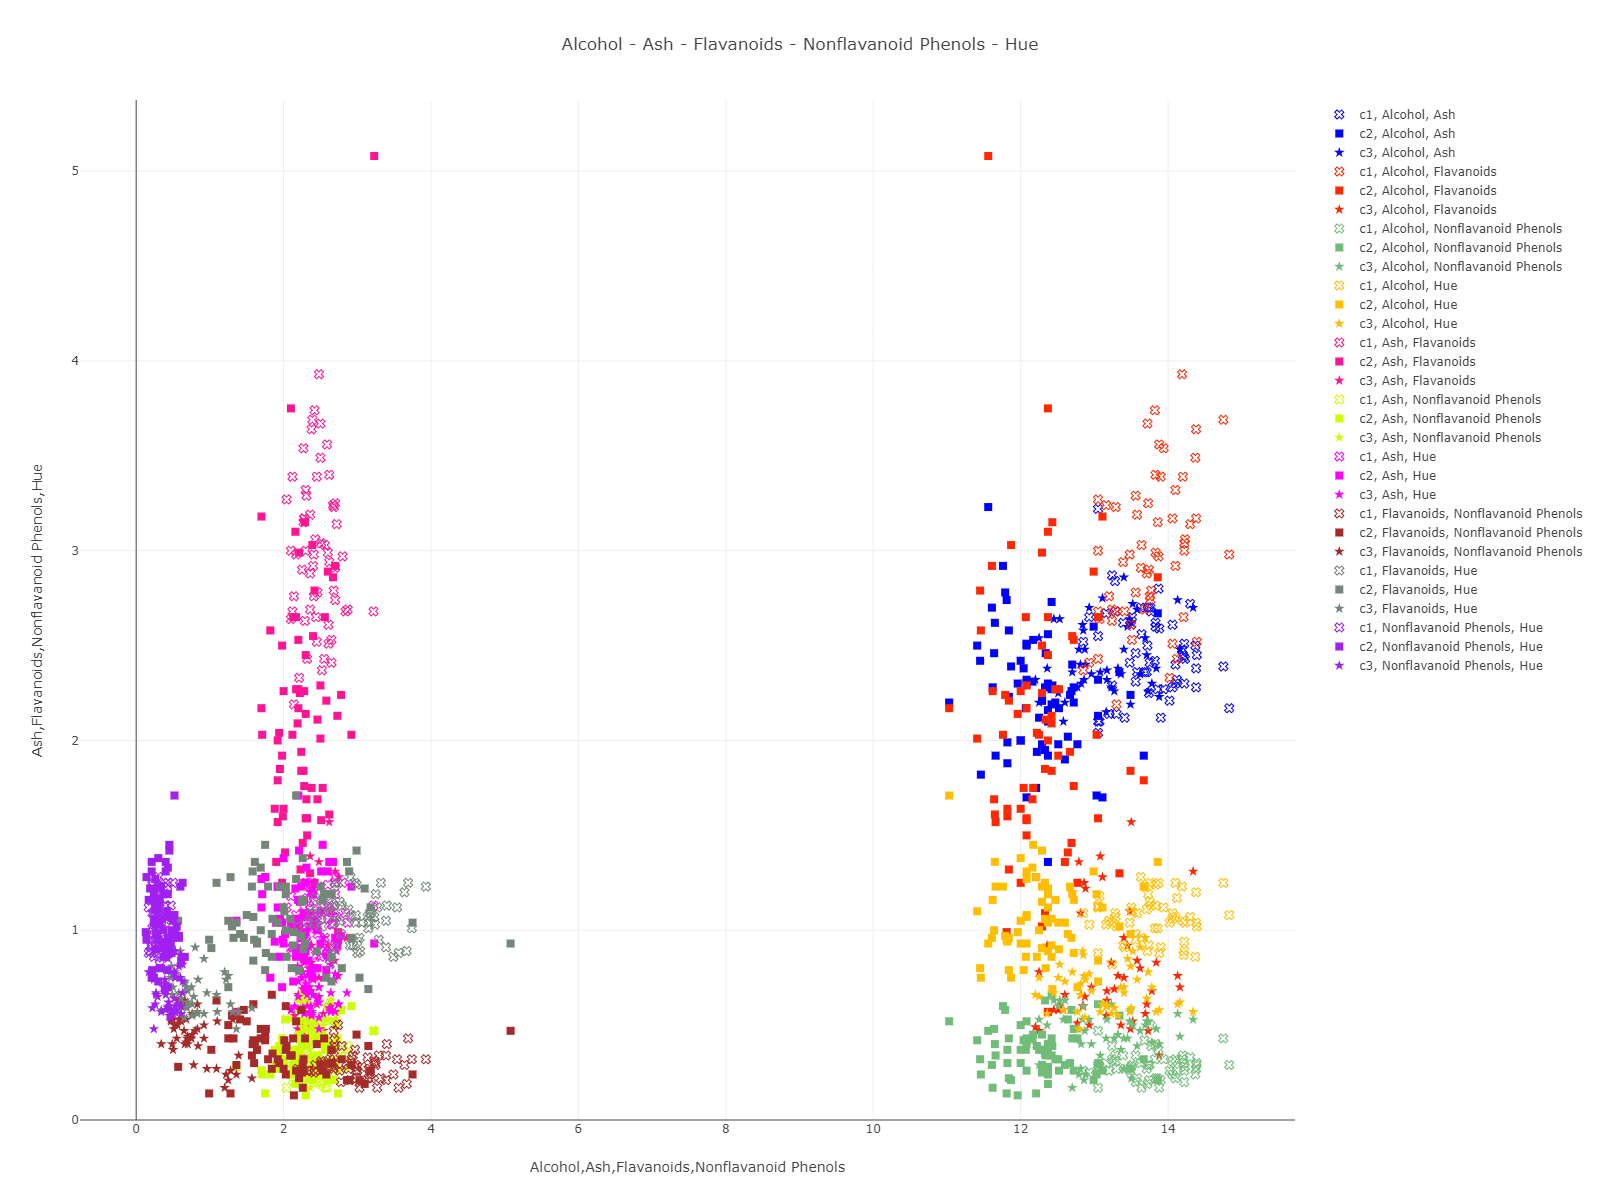 Alcohol - Ash - Flavanoids - Nonflavanoid Phenols - Hue
c1, Alcohol, Ash
c2, Alcohol, Ash
c3, Alcohol, Ash
c1, Alcohol, Flavanoids
c2, Alcohol, Flavanoids
c3, Alcohol, Flavanoids
c1, Alcohol, Nonflavanoid Phenols
c2, Alcohol, Nonflavanoid Phenols
c3, Alcohol, Nonflavanoid Phenols
c1, Alcohol, Hue
c2, Alcohol, Hue
c3, Alcohol, Hue
c1, Ash, Flavanoids
c2, Ash, Flavanoids
c3, Ash, Flavanoids
c1, Ash, Nonflavanoid Phenols
c2, Ash, Nonflavanoid Phenols
c3, Ash, Nonflavanoid Phenols
c1, Ash, Hue
c2, Ash, Hue
c3, Ash, Hue
c1, Flavanoids, Nonflavanoid Phenols
c2, Flavanoids, Nonflavanoid Phenols
c3, Flavanoids, Nonflavanoid Phenols
c1, Flavanoids, Hue
c2, Flavanoids, Hue
c3, Flavanoids, Hue
c1, Nonflavanoid Phenols, Hue
c2, Nonflavanoid Phenols, Hue
c3, Nonflavanoid Phenols, Hue
5
4
3
2
1
0
Ash,Flavanoids,Nonflavanoid Phenols,Hue
0 2 4 6 8 10 12 14
Alcohol,Ash,Flavanoids,Nonflavanoid Phenols